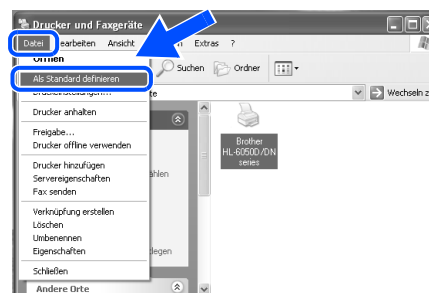 Drucker und Faxgeräte
Datei earbeiten Ansicht Extras ?
Öffnen
Als Standard definieren
Suchen Ordner
Druckeinstellungen... te Wechseln z
Drucker anhalten
Freigabe...
Drucker offline verwenden
Drucker hinzufügen
Servereigenschaften
Fax senden
Verknüpfung erstellen
Löschen
Umbenennen
Eigenschaften
Schließen
ählen
legen
Andere Orte
Brother
HL-6050D/DN
series